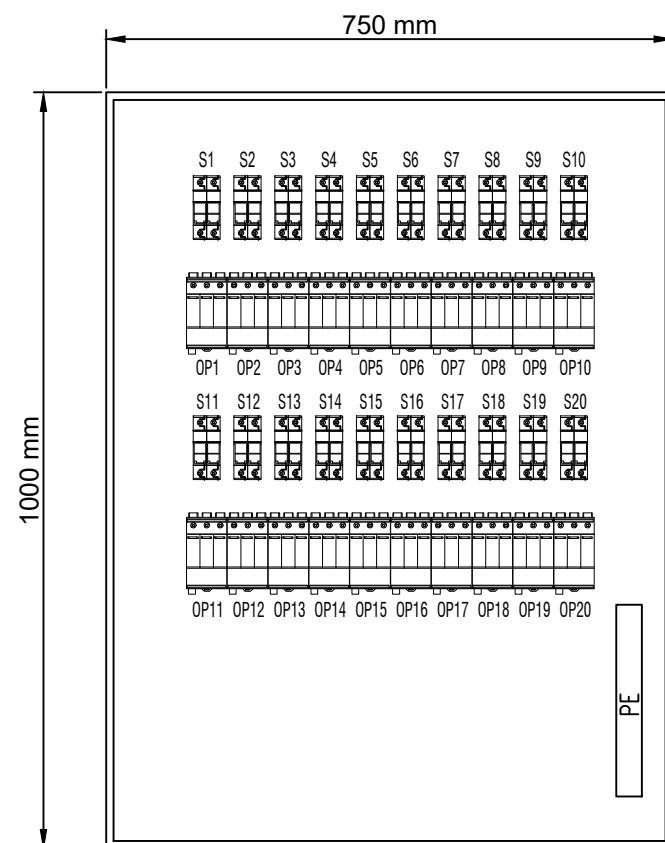 750 mm
S1 S2 S3 S4 S5 S6 S7 S8 S9 S10
OP1 OP2 OP3 OP4 OP5 OP6 OP7 OP8 OP9 OP10
S11 S12 S13 S14 S15 S16 S17 S18 S19 S20
1000 mm
OP11 OP12 OP13 OP14 OP15 OP16 OP17 OP18 OP19 OP20
PE